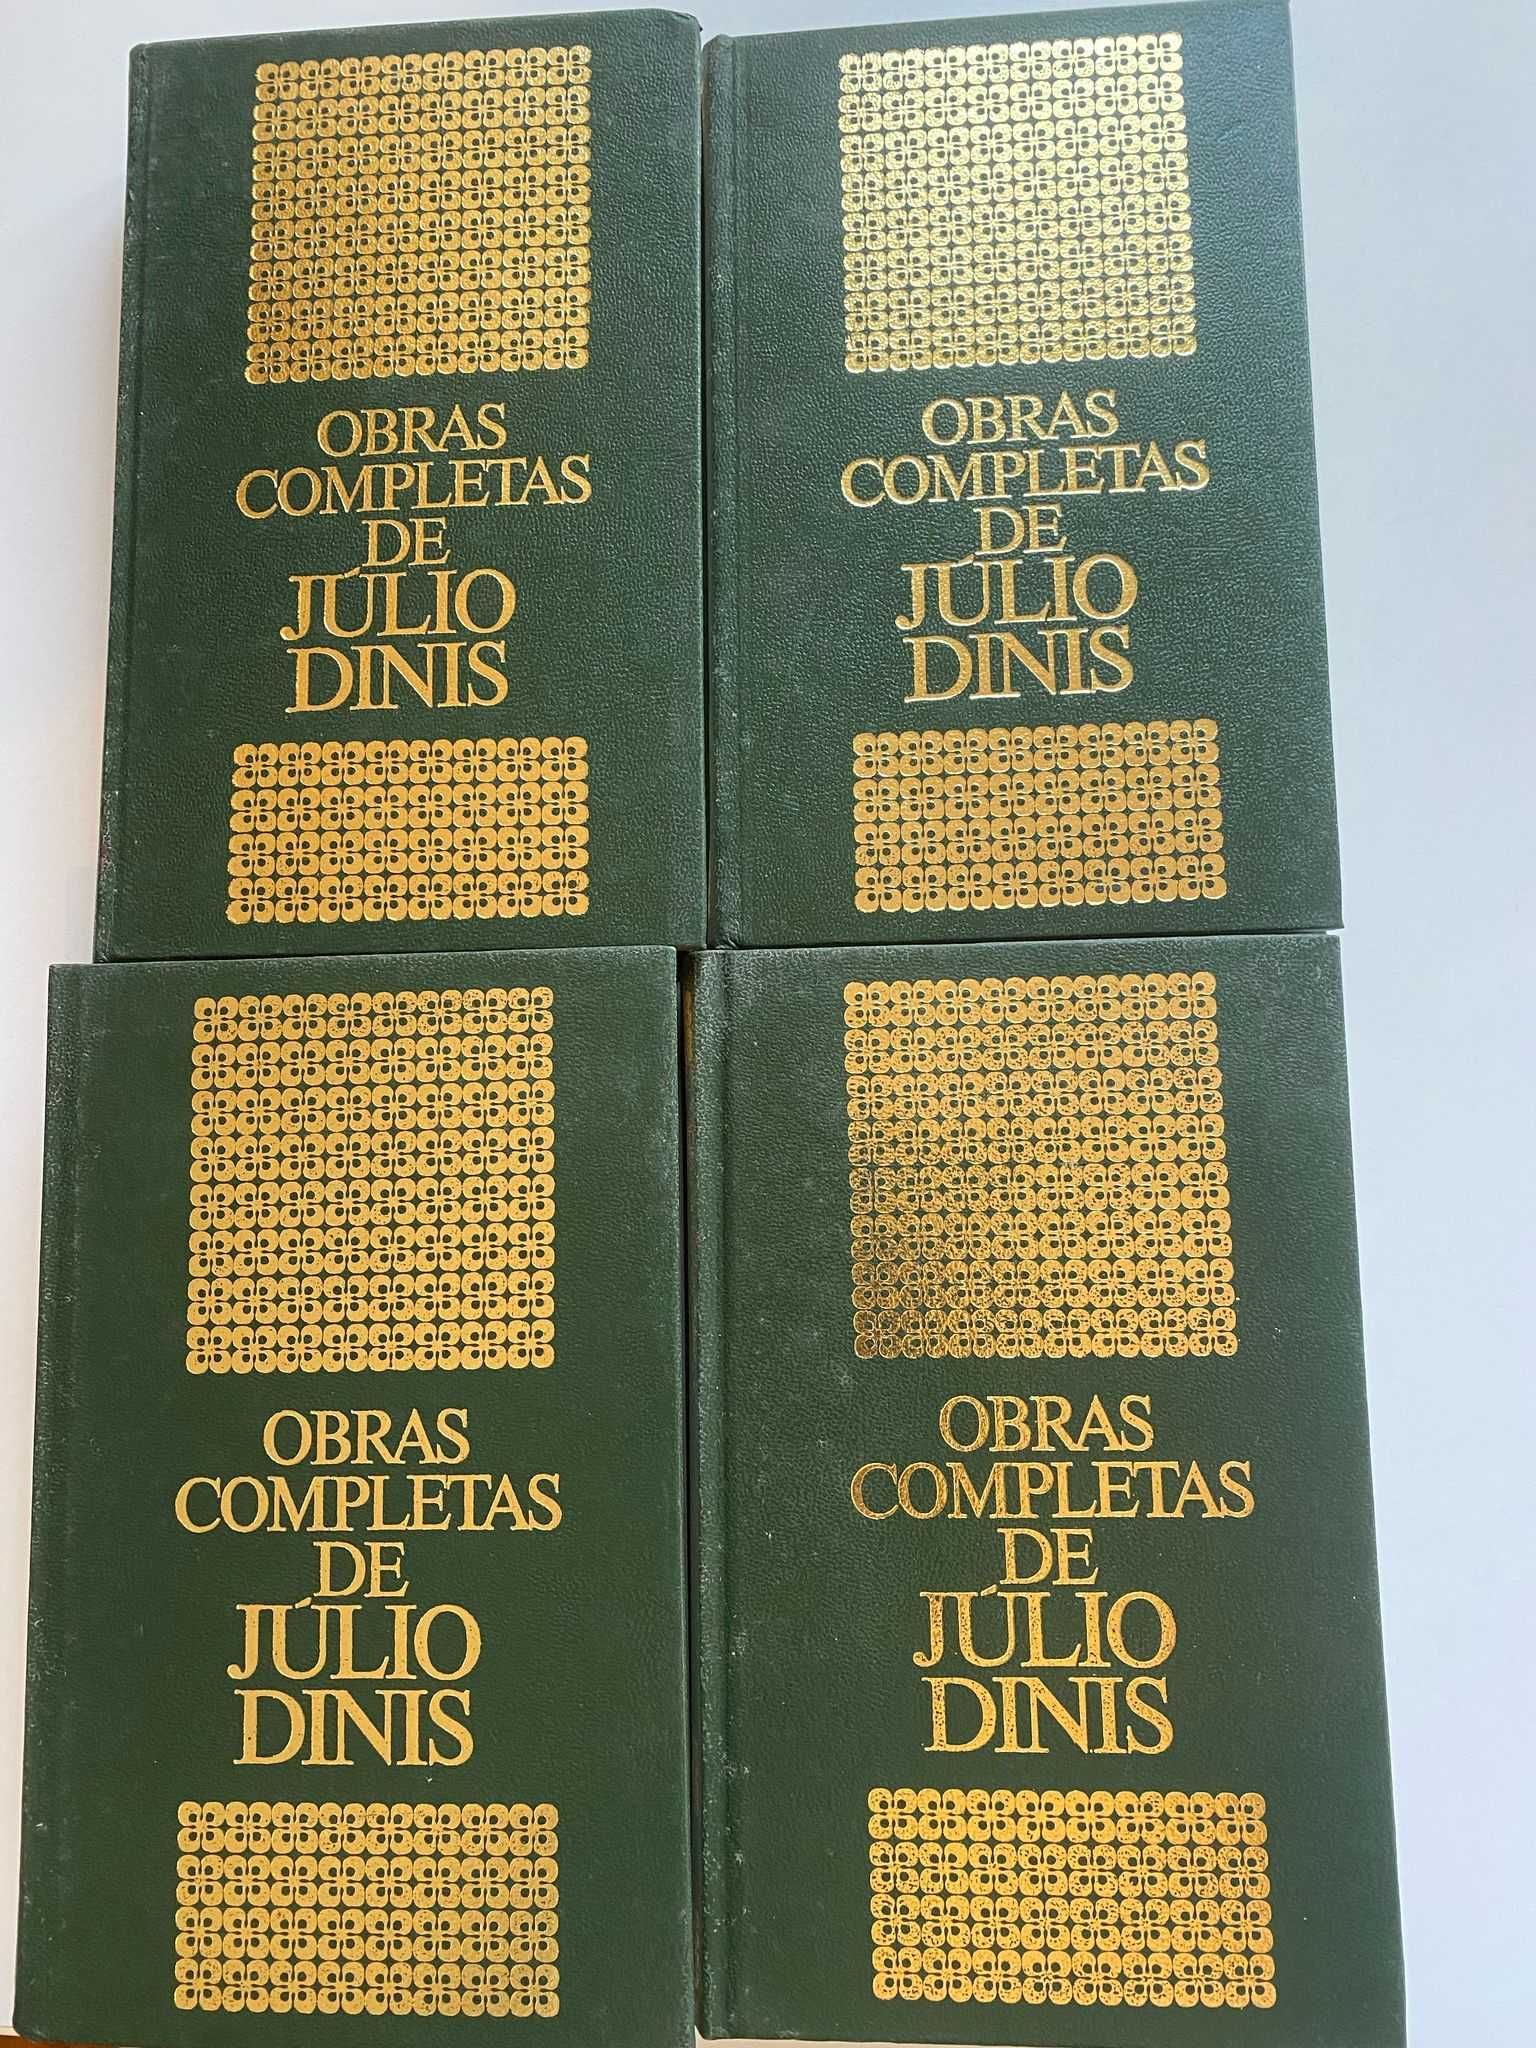 OBRAS
COMPLETAS
DE
JÚLIO
DINIS
OBRAS
COMPLETAS
DE
JÚLIO
DINIS
OBRAS
COMPLETAS
DE
JÚLIO
DINIS
OBRAS
COMPLETAS
DE
JÚLIO
DINIS